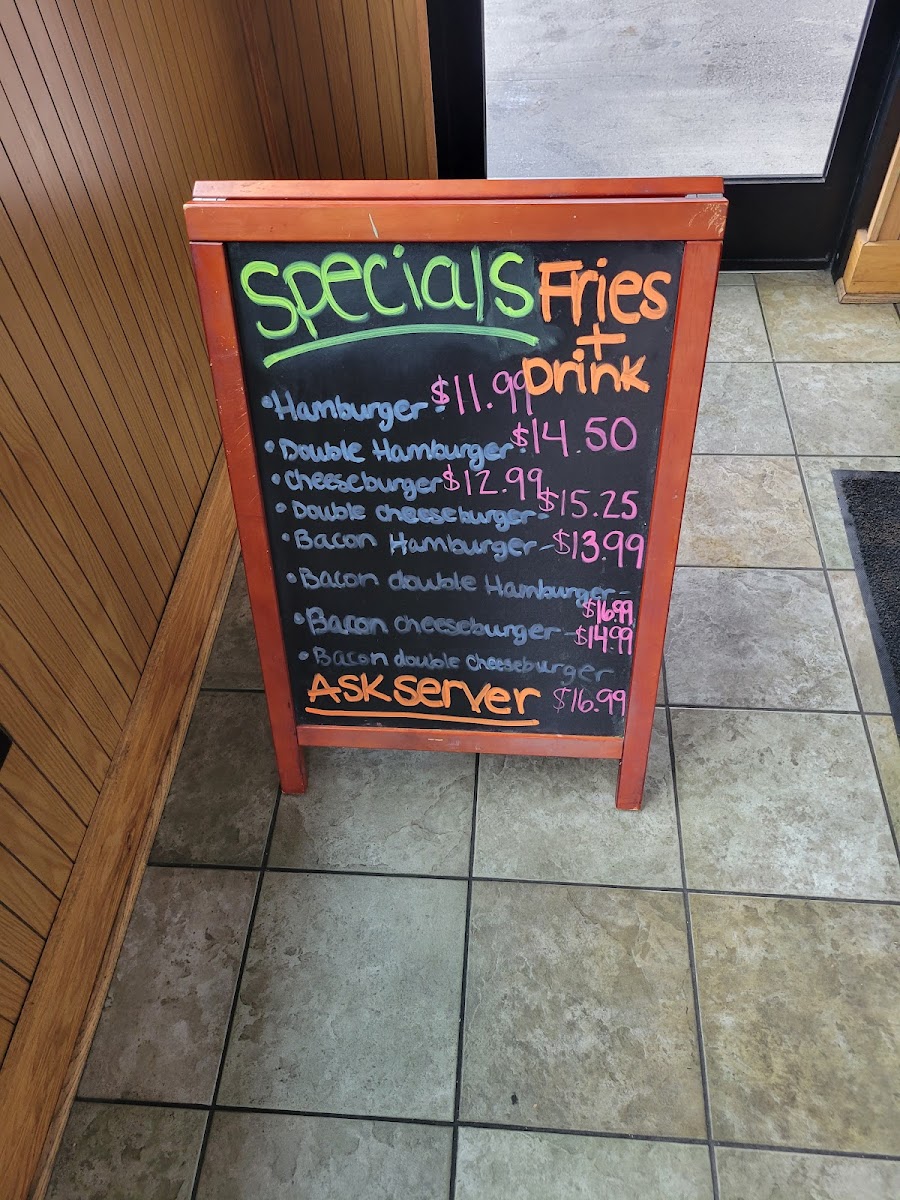 Specials Fries
+
Drink
•Hamburger - $11.99
•Double Hamburger - $14.50
•cheeseburger $12.99
•Double cheeseburger - $15.25
•Bacon Hamburger - $13.99
•Bacon double Hamburger -
$16.99
•Bacon cheeseburger - $14.99
•Bacon double cheeseburger
Ask server $16.99